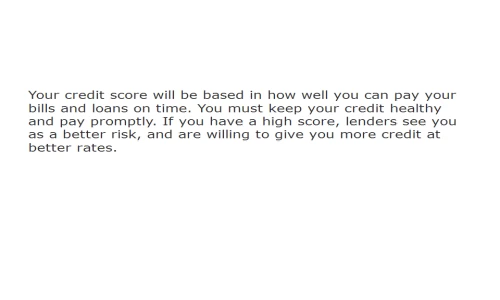 Your credit score will be based in how well you can pay your
bills and loans on time. You must keep your credit healthy
and pay promptly. If you have a high score, lenders see you
as a better risk, and are willing to give you more credit at
better rates.